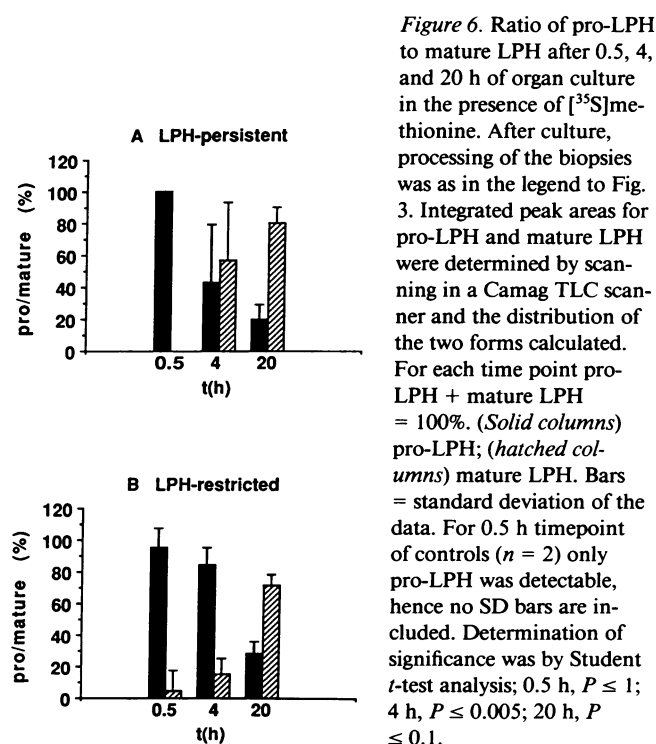 A LPH-persistent
120
100
80
60
40
20
0
pro/mature (%)
0.5 4 20
t(h)
B LPH-restricted
120
100
80
60
40
20
0
pro/mature (%)
0.5 4 20
t(h)
Figure 6. Ratio of pro-LPH
to mature LPH after 0.5, 4,
and 20 h of organ culture
in the presence of [³⁵S]me-
thionine. After culture,
processing of the biopsies
was as in the legend to Fig.
3. Integrated peak areas for
pro-LPH and mature LPH
were determined by scan-
ning in a Camag TLC scan-
ner and the distribution of
the two forms calculated.
For each time point pro-
LPH + mature LPH
= 100%. (Solid columns)
pro-LPH; (hatched col-
umns) mature LPH. Bars
= standard deviation of the
data. For 0.5 h timepoint
of controls (n = 2) only
pro-LPH was detectable,
hence no SD bars are in-
cluded. Determination of
significance was by Student
t-test analysis; 0.5 h, P ≤ 1;
4 h, P ≤ 0.005; 20 h, P
≤ 0.1.